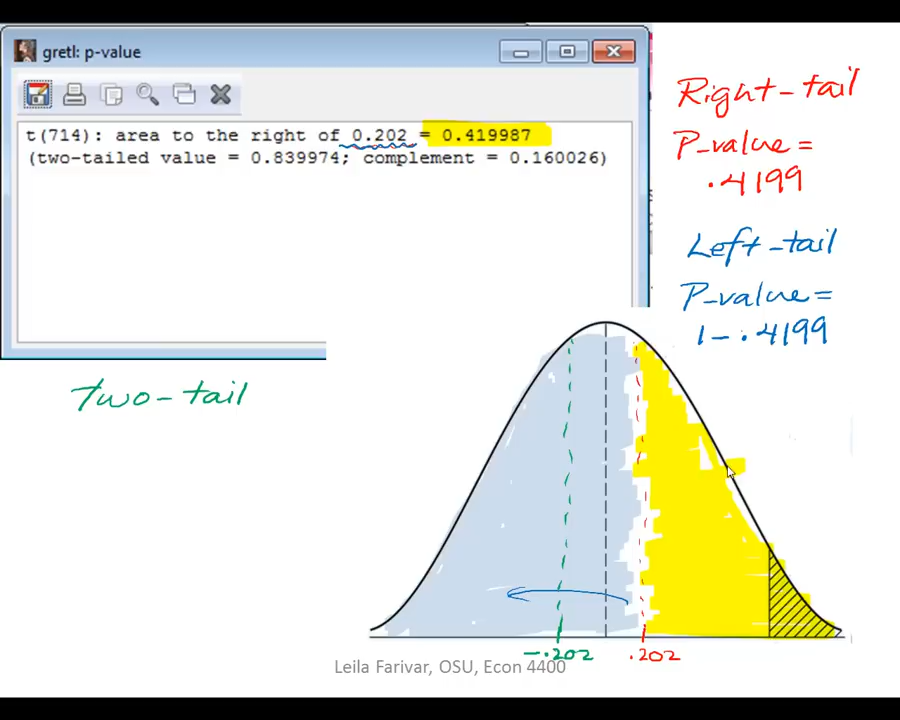 gretl: p-value
t(714): area to the right of 0.202 = 0.419987
(two-tailed value = 0.839974; complement = 0.160026)
Right-tail
P-value =
.4199
Left-tail
P-value =
1-.4199
two-tail
-.202
.202
Leila Farivar, OSU, Econ 4400